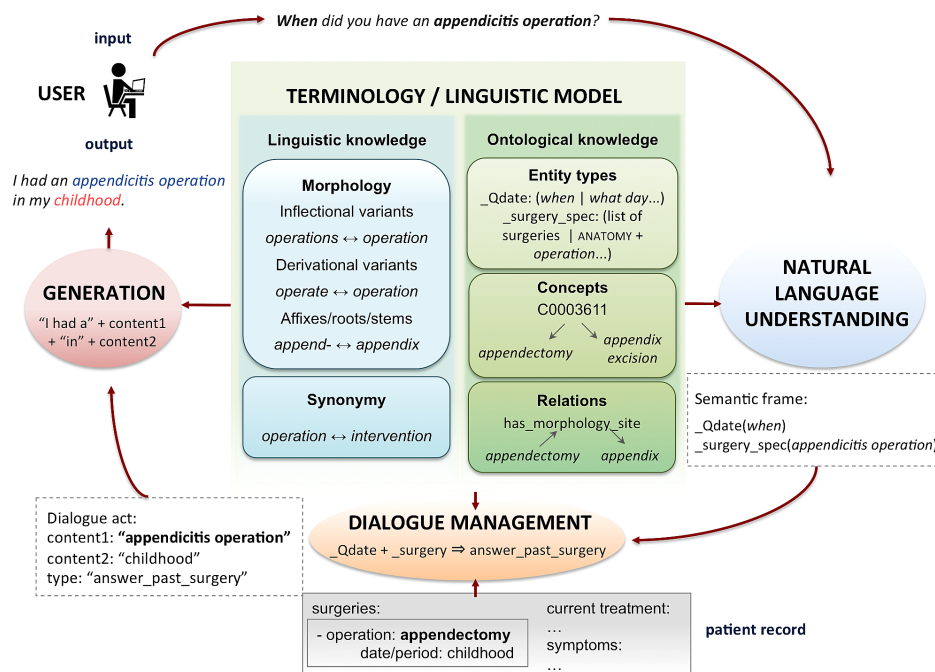 When did you have an appendicitis operation?
input
USER
output
I had an appendicitis operation
in my childhood.
TERMINOLOGY / LINGUISTIC MODEL
Linguistic knowledge
Morphology
Inflectional variants
operations ↔ operation
Derivational variants
operate ↔ operation
Affixes/roots/stems
append- ↔ appendix
Synonymy
operation ↔ intervention
Ontological knowledge
Entity types
_Qdate: (when | what day...)
_surgery_spec: (list of
surgeries | ANATOMY +
operation...)
Concepts
C0003611
appendectomy
appendix
excision
Relations
has_morphology_site
appendectomy
appendix
NATURAL
LANGUAGE
UNDERSTANDING
Semantic frame:
_Qdate(when)
_surgery_spec(appendicitis operation)
DIALOGUE MANAGEMENT
_Qdate + _surgery ⇒ answer_past_surgery
surgeries:
- operation: appendectomy
date/period: childhood
current treatment:
…
symptoms:
…
patient record
Dialogue act:
content1: “appendicitis operation”
content2: “childhood”
type: “answer_past_surgery”
GENERATION
“I had a” + content1
+ “in” + content2